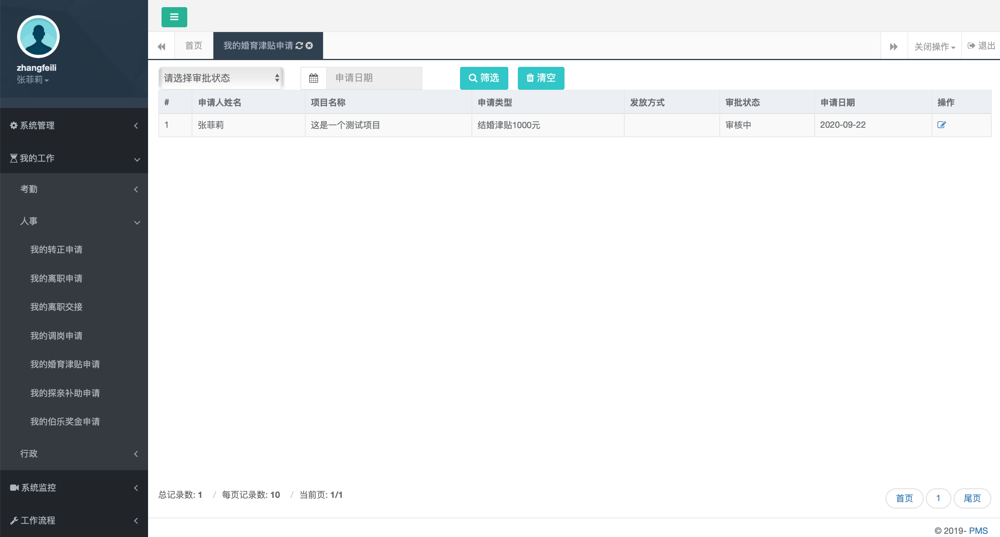 zhangfeili
张菲莉
系统管理
我的工作
考勤
人事
我的转正申请
我的离职申请
我的离职交接
我的调岗申请
我的婚育津贴申请
我的探亲补助申请
我的伯乐奖金申请
行政
系统监控
工作流程
首页 我的婚育津贴申请 关闭操作 退出
请选择审批状态 申请日期 筛选 清空
# 申请人姓名 项目名称 申请类型 发放方式 审批状态 申请日期 操作
1 张菲莉 这是一个测试项目 结婚津贴1000元 审核中 2020-09-22
总记录数: 1 / 每页记录数: 10 / 当前页: 1/1
首页 1 尾页
© 2019- PMS